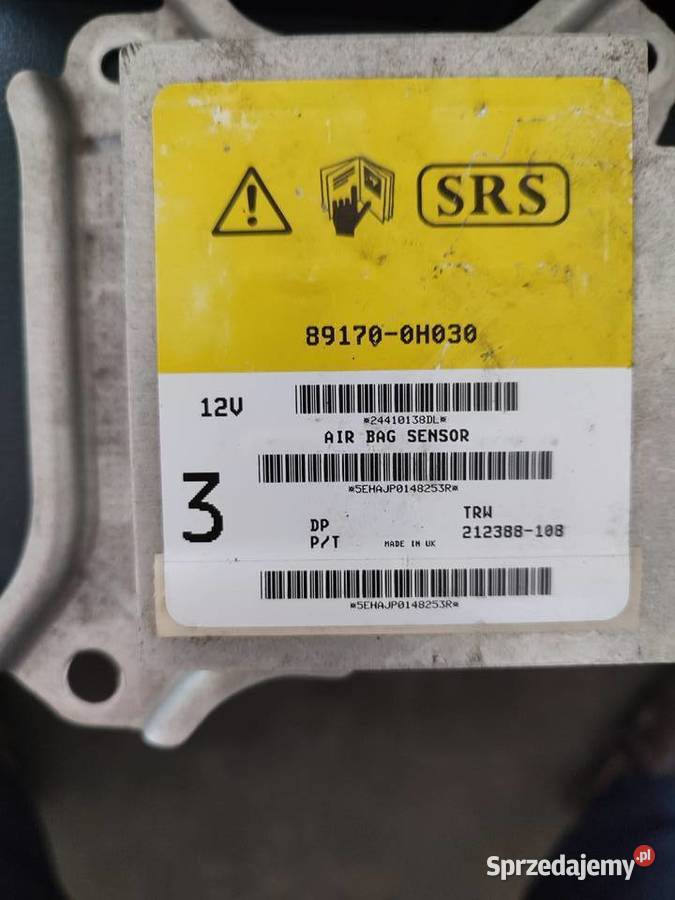 SRS
89170-0H030
12V
*24410138DL*
AIR BAG SENSOR
*5EHAJP0148253R*
3
DP TRW
P/T MADE IN UK 212388-108
*5EHAJP0148253R*
Sprzedajemy.pl